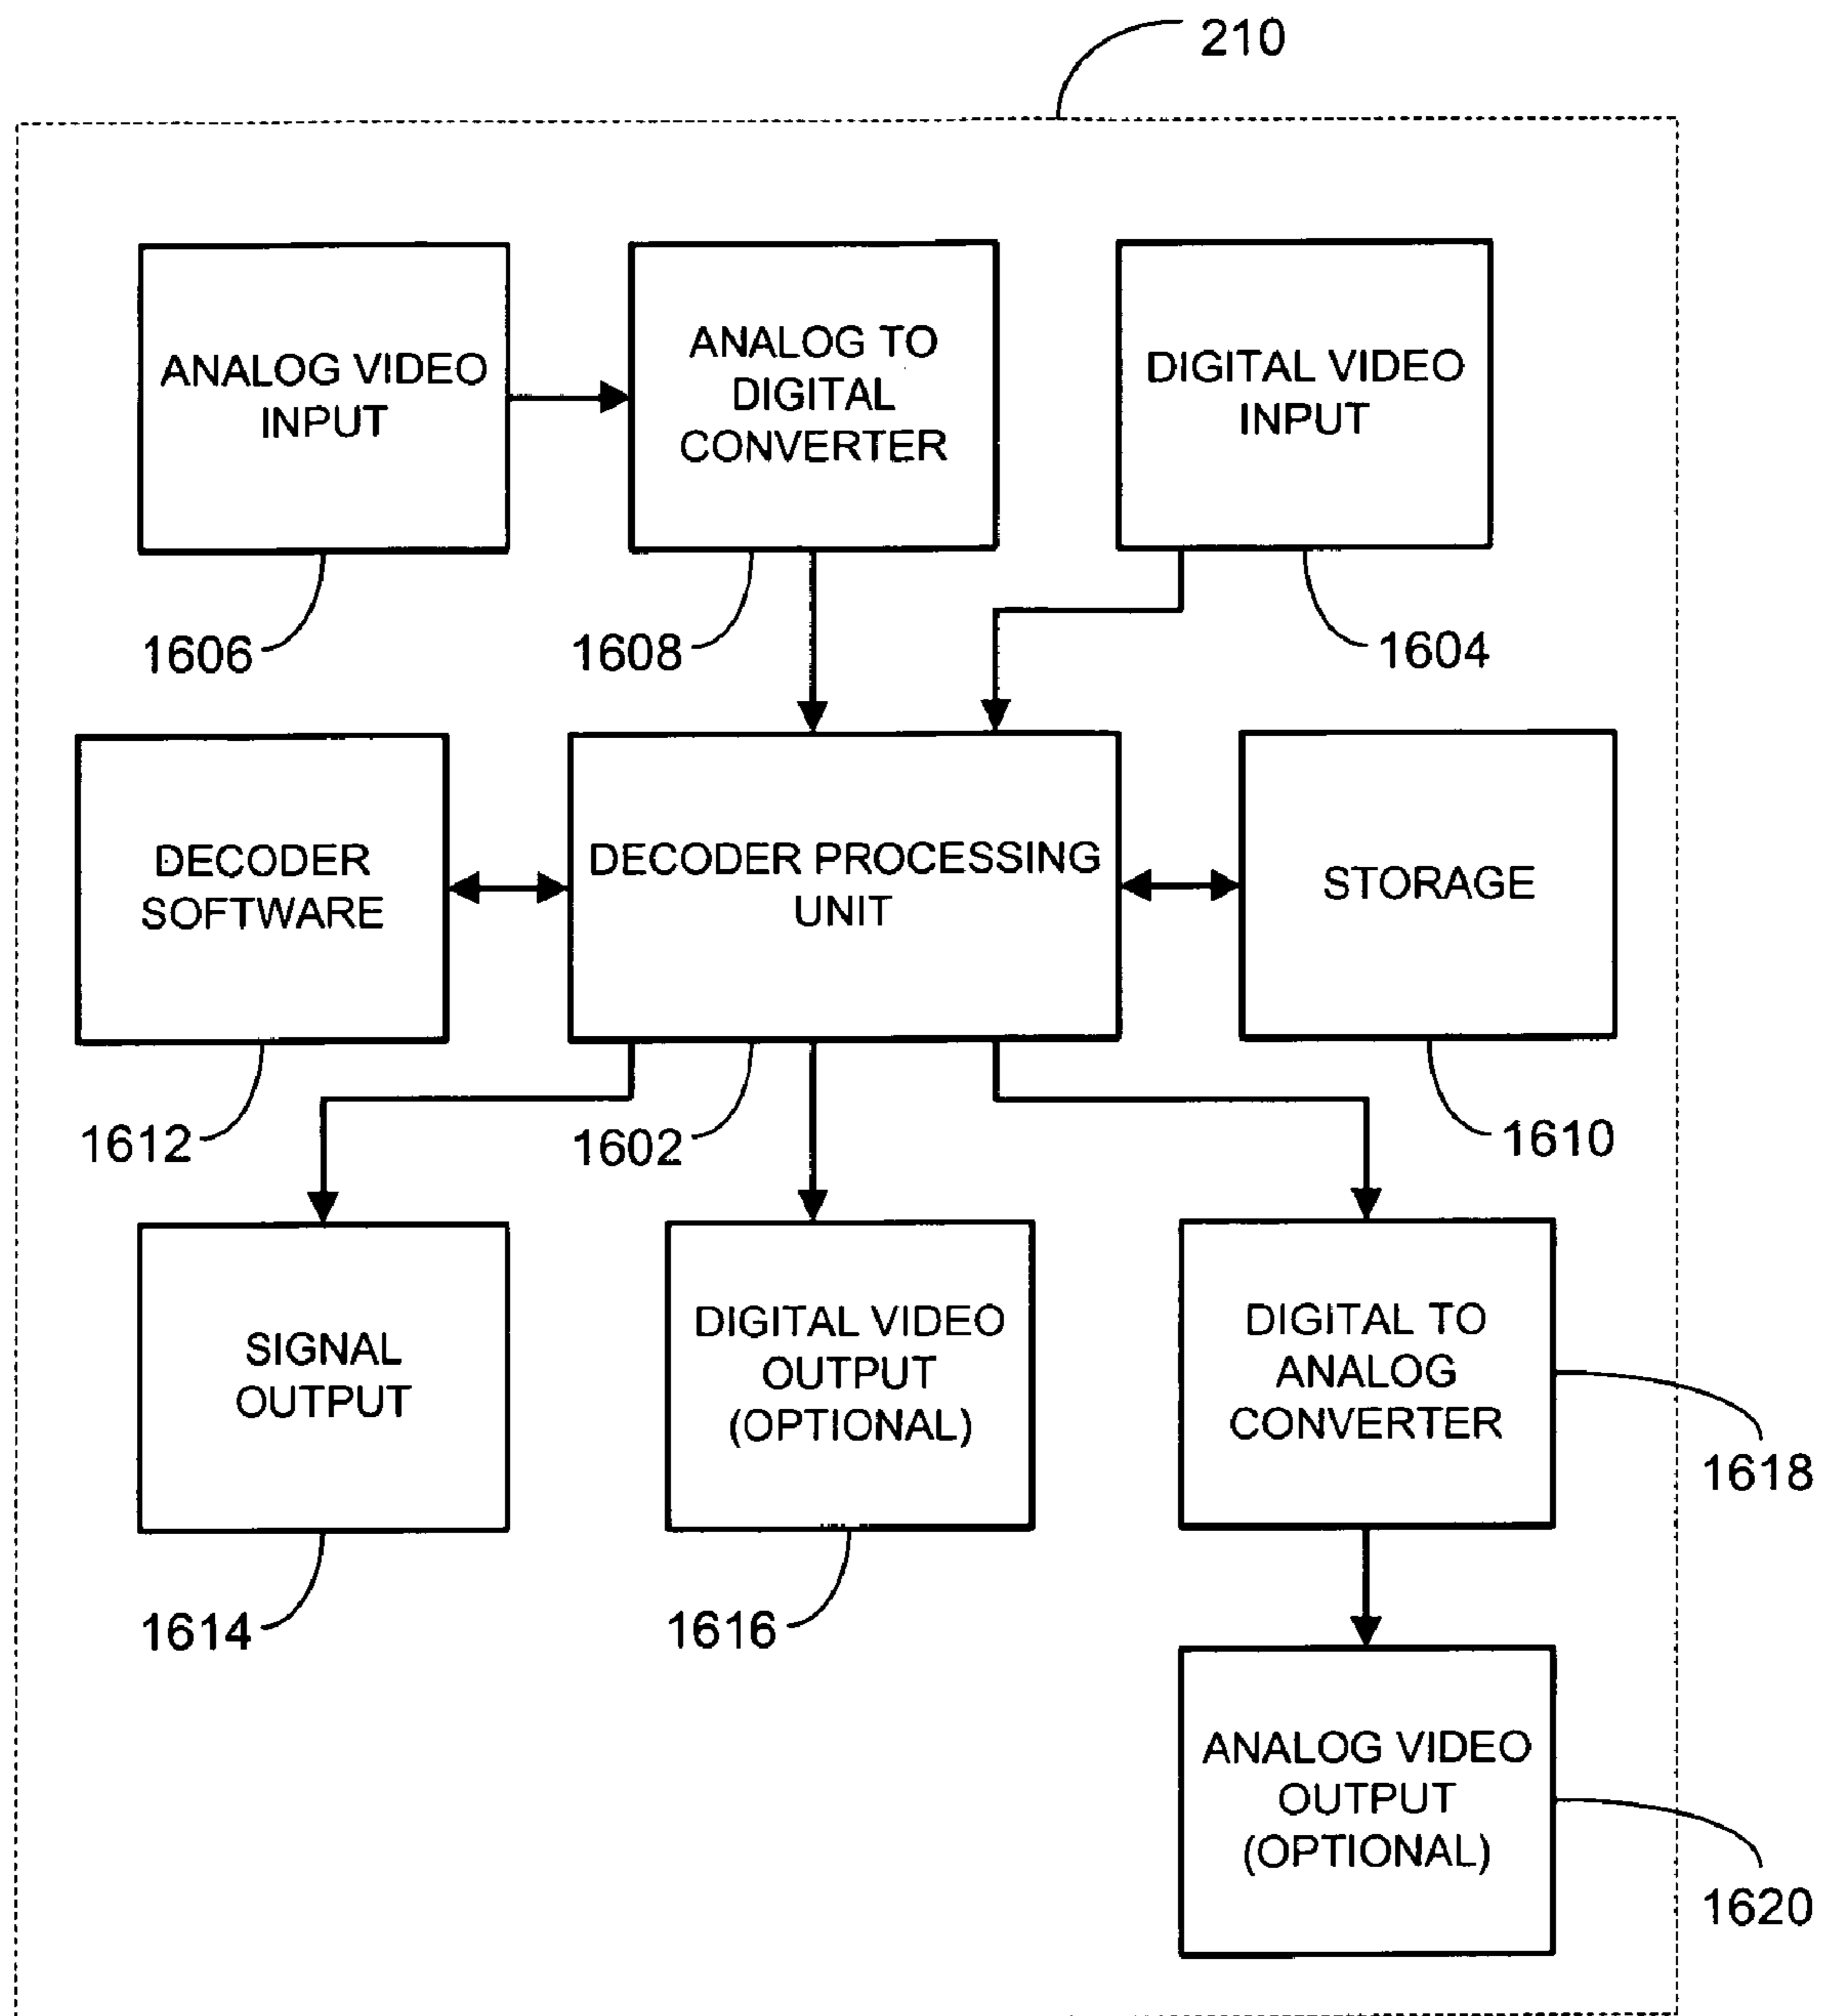 210
ANALOG VIDEO
INPUT
ANALOG TO
DIGITAL
CONVERTER
DIGITAL VIDEO
INPUT
1606
1608
1604
DECODER
SOFTWARE
DECODER PROCESSING
UNIT
STORAGE
1612
1602
1610
SIGNAL
OUTPUT
DIGITAL VIDEO
OUTPUT
(OPTIONAL)
DIGITAL TO
ANALOG
CONVERTER
1618
1614
1616
ANALOG VIDEO
OUTPUT
(OPTIONAL)
1620